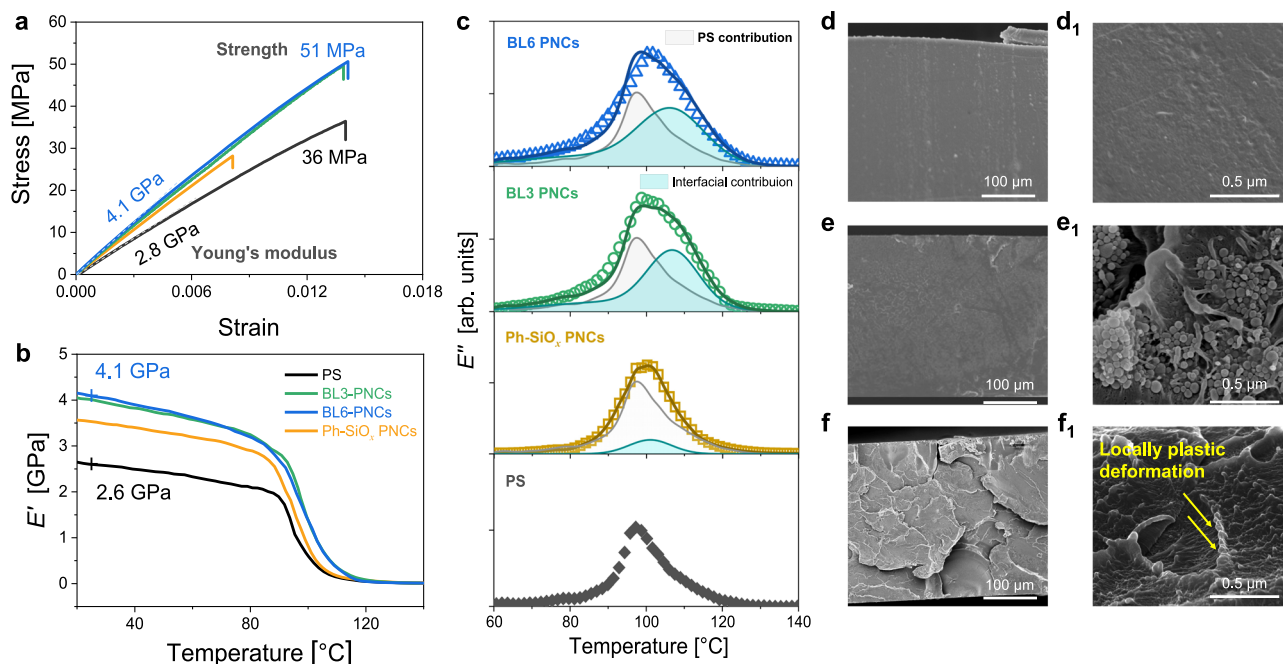 a
Stress [MPa]
60
50
40
30
20
10
0
Strength
51 MPa
36 MPa
4.1 GPa
2.8 GPa
Young's modulus
0.000
0.006
0.012
0.018
Strain
b
E′ [GPa]
5
4
3
2
1
0
4.1 GPa
2.6 GPa
PS
BL3-PNCs
BL6-PNCs
Ph-SiOx PNCs
40
80
120
Temperature [°C]
c
E″ [arb. units]
BL6 PNCs
PS contribution
BL3 PNCs
Interfacial contribuion
Ph-SiOx PNCs
PS
60
80
100
120
140
Temperature [°C]
d
100 µm
d1
0.5 µm
e
100 µm
e1
0.5 µm
f
100 µm
f1
Locally plastic
deformation
0.5 µm